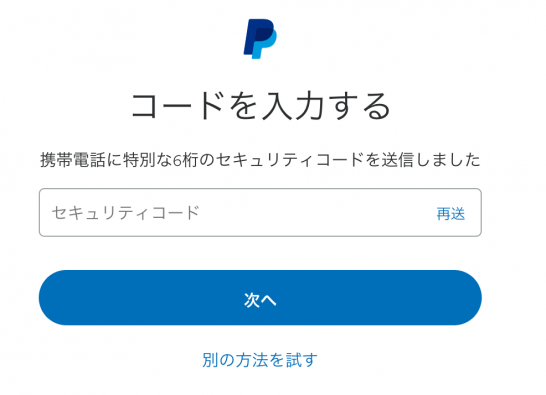 コードを入力する
携帯電話に特別な6桁のセキュリティコードを送信しました
セキュリティコード 再送
次へ
別の方法を試す